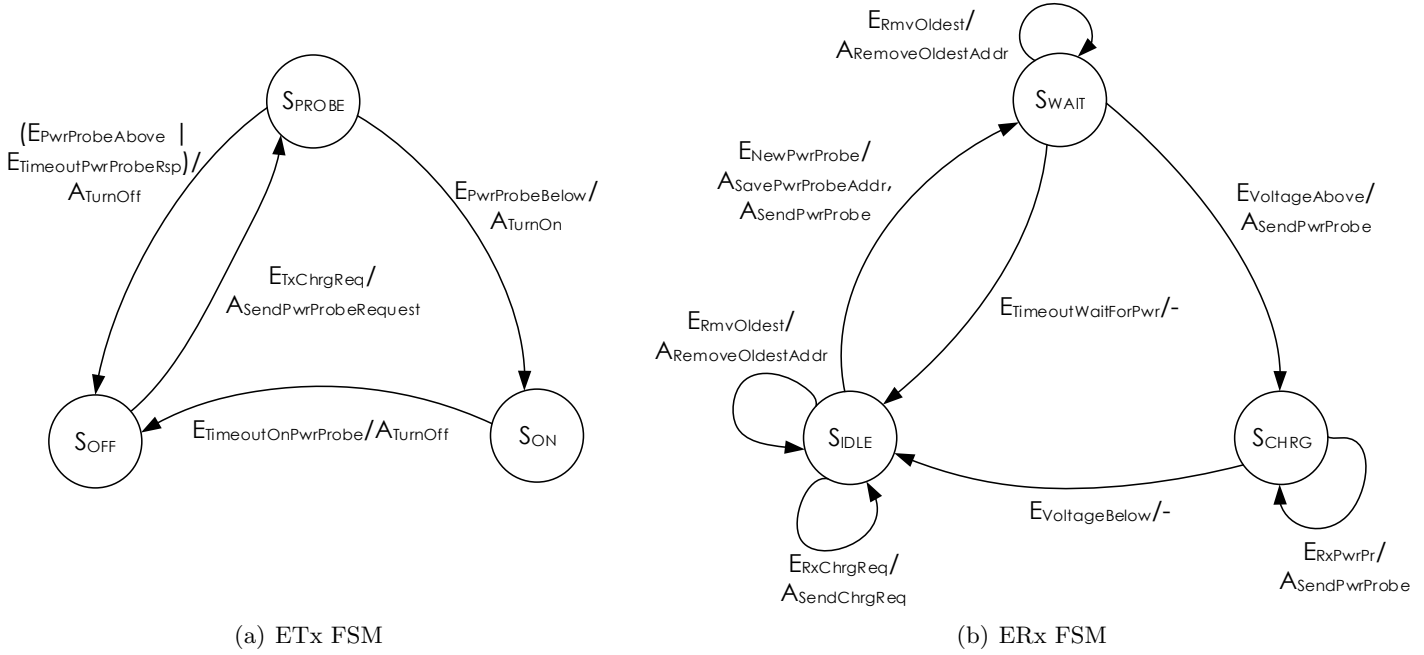 SPROBE
(EPwrProbeAbove |
ETimeoutPwrProbeRsp)/
ATurnOff
EPwrProbeBelow/
ATurnOn
ETxChrgReq/
ASendPwrProbeRequest
SOFF
ETimeoutOnPwrProbe/ATurnOff
SON
(a) ETx FSM
ERmvOldest/
ARemoveOldestAddr
SWAIT
ENewPwrProbe/
ASavePwrProbeAddr,
ASendPwrProbe
EVoltageAbove/
ASendPwrProbe
ETimeoutWaitForPwr/-
ERmvOldest/
ARemoveOldestAddr
SIDLE
SCHRG
EVoltageBelow/-
ERxChrgReq/
ASendChrgReq
ERxPwrPr/
ASendPwrProbe
(b) ERx FSM